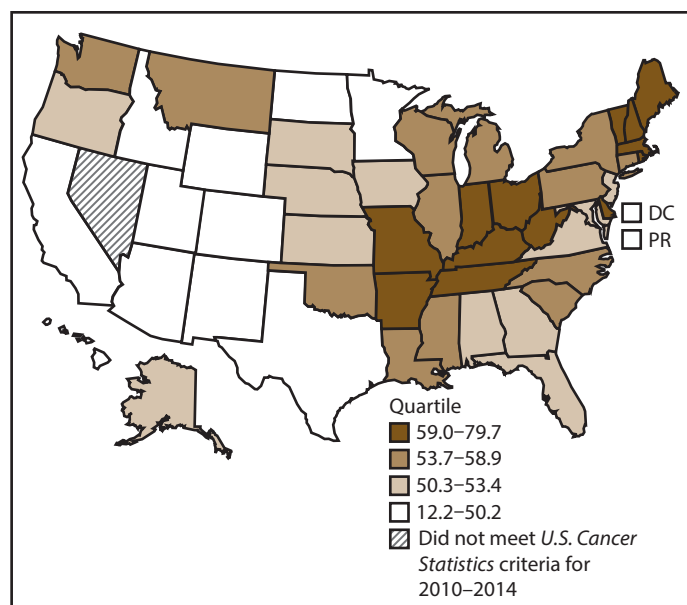 DC
PR
Quartile
59.0–79.7
53.7–58.9
50.3–53.4
12.2–50.2
Did not meet U.S. Cancer
Statistics criteria for
2010–2014